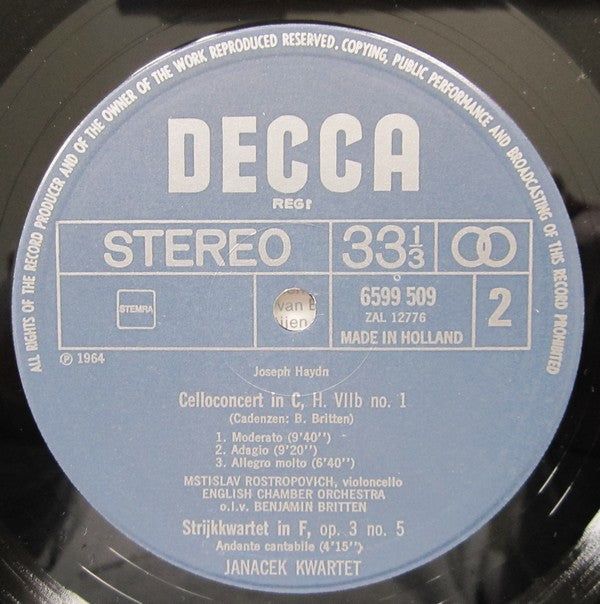 ALL RIGHTS OF THE RECORD PRODUCER AND OF THE OWNER OF THE WORK REPRODUCED RESERVED. COPYING, PUBLIC PERFORMANCE AND BROADCASTING OF THIS RECORD PROHIBITED
DECCA
REGD
STEREO
33 1/3
STEMRA
van
6599 509
ZAL 12776
MADE IN HOLLAND
2
℗ 1964
Joseph Haydn
Celloconcert in C, H. VIIb no. 1
(Cadenzen: B. Britten)
1. Moderato (9'40'')
2. Adagio (9'20'')
3. Allegro molto (6'40'')
MSTISLAV ROSTROPOVICH, violoncello
ENGLISH CHAMBER ORCHESTRA
o.l.v. BENJAMIN BRITTEN
Strijkkwartet in F, op. 3 no. 5
Andante cantabile (4'15'')
JANACEK KWARTET